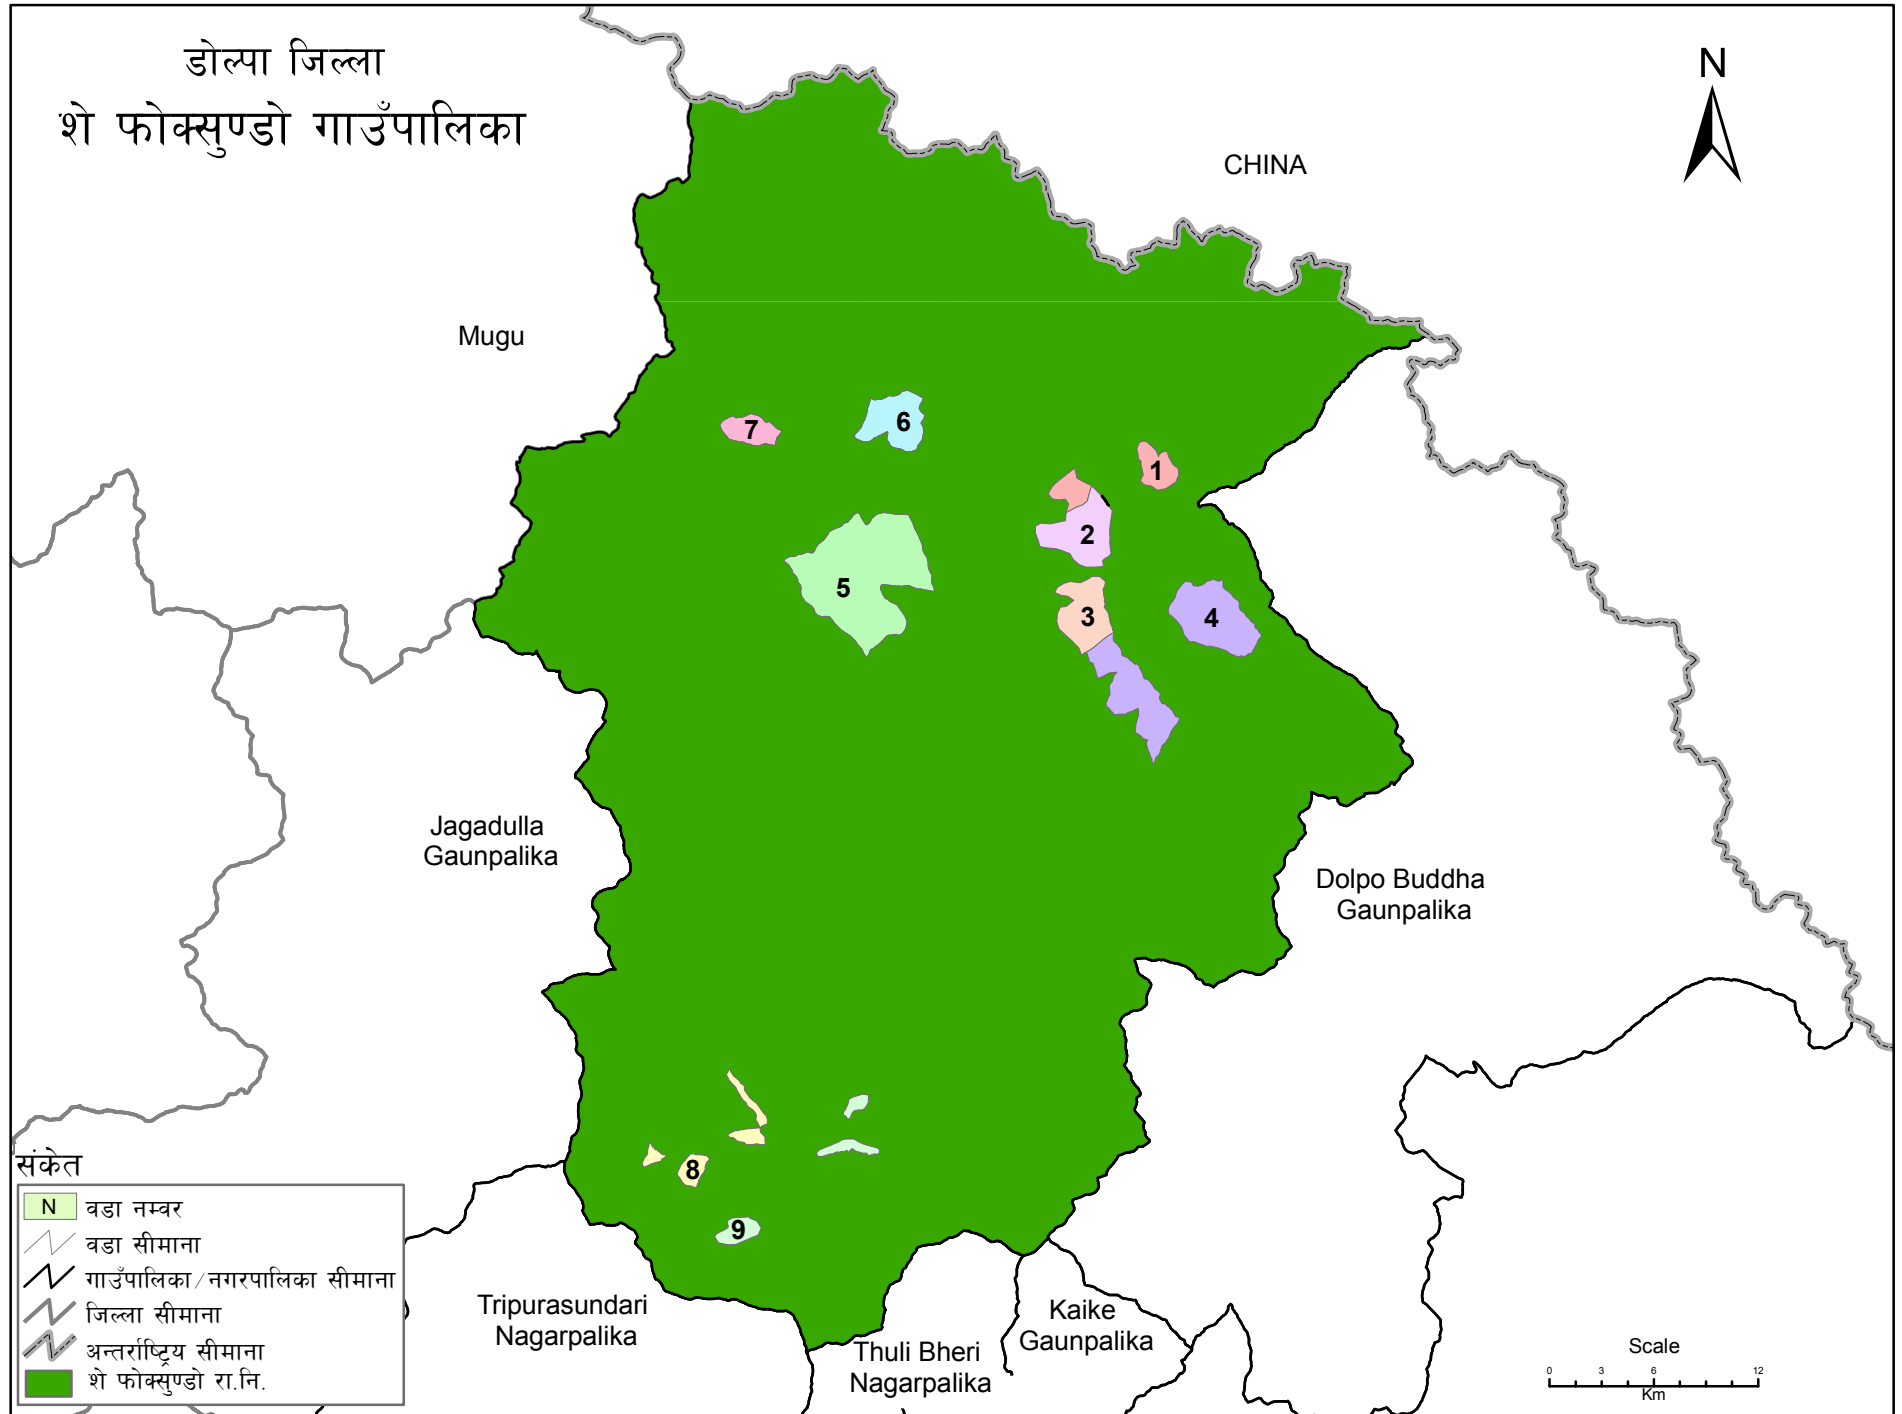 डोल्पा जिल्ला
शे फोक्सुण्डो गाउँपालिका
N
CHINA
Mugu
7
6
1
2
5
3
4
Jagadulla
Gaunpalika
Dolpo Buddha
Gaunpalika
8
9
Tripurasundari
Nagarpalika
Thuli Bheri
Nagarpalika
Kaike
Gaunpalika
संकेत
N वडा नम्वर
वडा सीमाना
गाउँपालिका/नगरपालिका सीमाना
जिल्ला सीमाना
अन्तर्राष्ट्रिय सीमाना
शे फोक्सुण्डो रा.नि.
Scale
0 3 6 12
Km